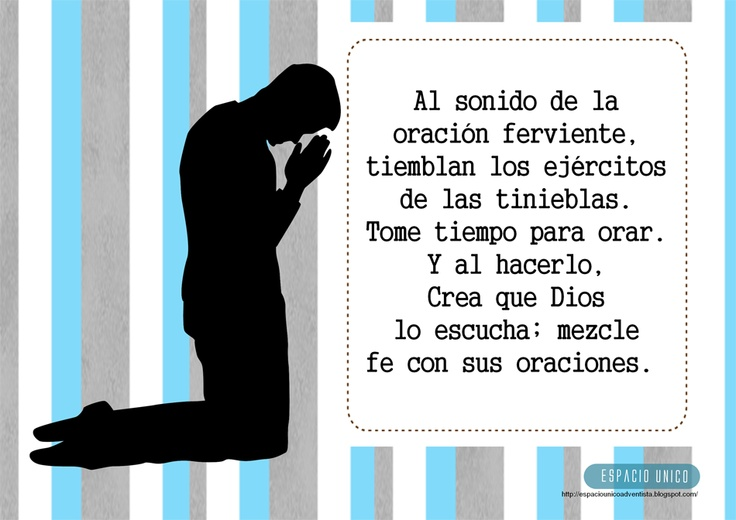 Al sonido de la
oración ferviente,
tiemblan los ejércitos
de las tinieblas.
Tome tiempo para orar.
Y al hacerlo,
Crea que Dios
lo escucha; mezcle
fe con sus oraciones.
ESPACIO UNICO
http://espaciounicoadventista.blogspot.com/